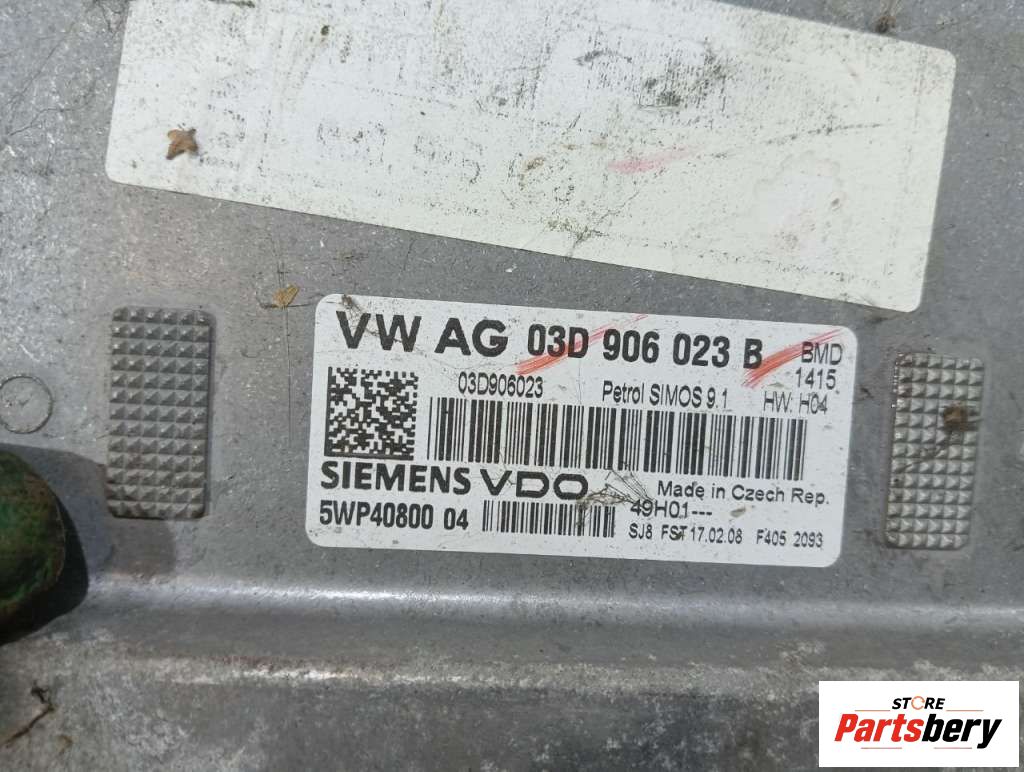 VW AG 03D 906 023 B BMD
1415
03D906023 Petrol SIMOS 9.1 HW: H04
SIEMENS VDO Made in Czech Rep.
49H01---
5WP40800 04 SJ8 FST 17.02.08 F405 2093
STORE
Partsbery